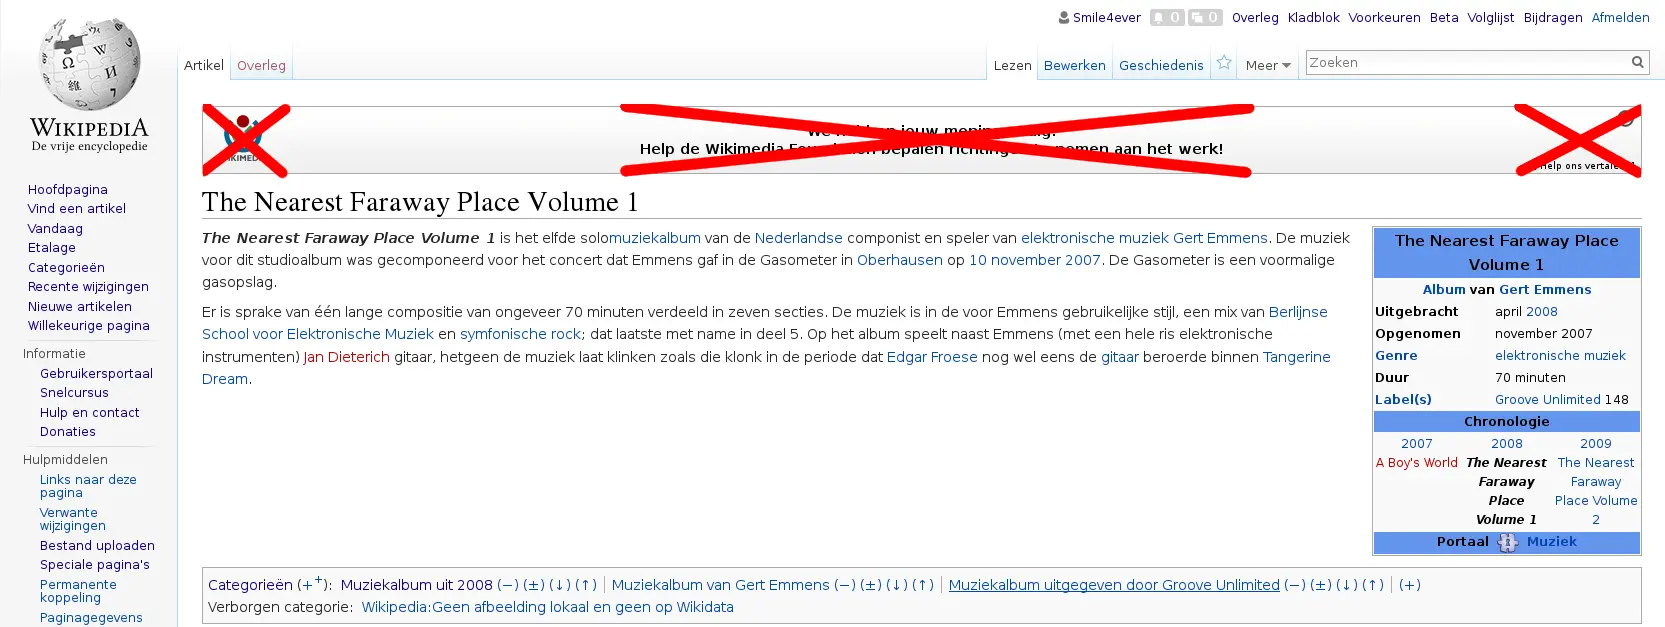 Smile4ever 0 0 Overleg Kladblok Voorkeuren Beta Volglijst Bijdragen Afmelden
WIKIPEDIA
De vrije encyclopedie
Artikel Overleg Lezen Bewerken Geschiedenis Meer Zoeken
Help de Wikimedia bepalen nomen aan het werk!
Help ons
Hoofdpagina
Vind een artikel
Vandaag
Etalage
Categorieën
Recente wijzigingen
Nieuwe artikelen
Willekeurige pagina
Informatie
Gebruikersportaal
Snelcursus
Hulp en contact
Donaties
Hulpmiddelen
Links naar deze
pagina
Verwante
wijzigingen
Bestand uploaden
Speciale pagina's
Permanente
koppeling
Paginagegevens
The Nearest Faraway Place Volume 1
The Nearest Faraway Place Volume 1 is het elfde solomuziekalbum van de Nederlandse componist en speler van elektronische muziek Gert Emmens. De muziek
voor dit studioalbum was gecomponeerd voor het concert dat Emmens gaf in de Gasometer in Oberhausen op 10 november 2007. De Gasometer is een voormalige
gasopslag.
Er is sprake van één lange compositie van ongeveer 70 minuten verdeeld in zeven secties. De muziek is in de voor Emmens gebruikelijke stijl, een mix van Berlijnse
School voor Elektronische Muziek en symfonische rock; dat laatste met name in deel 5. Op het album speelt naast Emmens (met een hele ris elektronische
instrumenten) Jan Dieterich gitaar, hetgeen de muziek laat klinken zoals die klonk in de periode dat Edgar Froese nog wel eens de gitaar beroerde binnen Tangerine
Dream.
The Nearest Faraway Place
Volume 1
Album van Gert Emmens
Uitgebracht april 2008
Opgenomen november 2007
Genre elektronische muziek
Duur 70 minuten
Label(s) Groove Unlimited 148
Chronologie
2007 2008 2009
A Boy's World The Nearest The Nearest
Faraway Faraway
Place Place Volume
Volume 1 2
Portaal Muziek
Categorieën (+⁺): Muziekalbum uit 2008 (−) (±) (↓) (↑) | Muziekalbum van Gert Emmens (−) (±) (↓) (↑) | Muziekalbum uitgegeven door Groove Unlimited (−) (±) (↓) (↑) | (+)
Verborgen categorie: Wikipedia:Geen afbeelding lokaal en geen op Wikidata